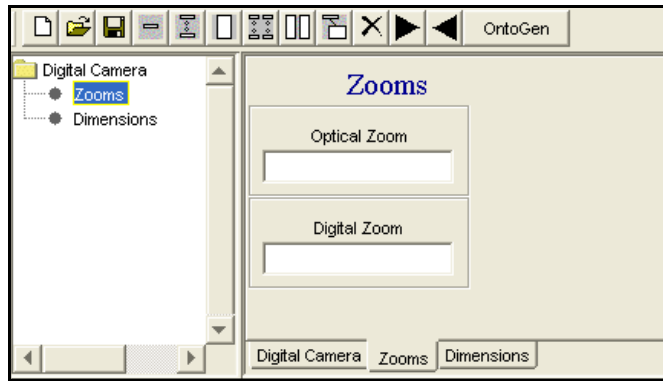 OntoGen
Digital Camera
Zooms
Dimensions
Zooms
Optical Zoom
Digital Zoom
Digital Camera Zooms Dimensions